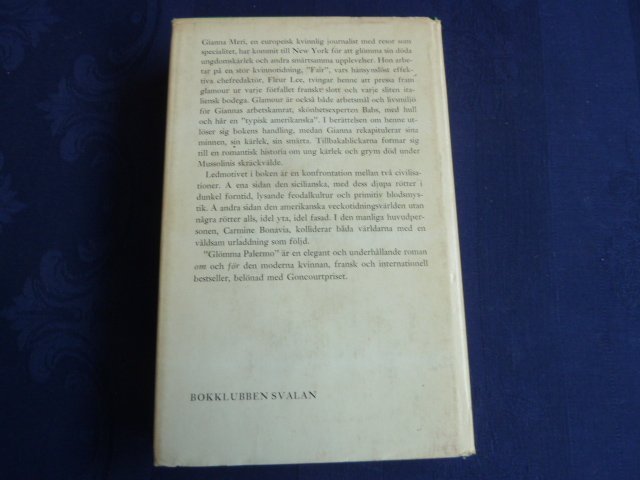 Gianna Meri, en europeisk kvinnlig journalist med resor som
specialitet, har kommit till New York för att glömma sin döda
ungdomskärlek och andra smärtsamma upplevelser. Hon arbe-
tar på en stor kvinnotidning, "Fair", vars hänsynslöst effek-
tiva chefredaktör, Fleur Lee, tvingar henne att pressa fram
glamour ur varje förfallet franskt slott och varje sliten ita-
liensk bodega. Glamour är också både arbetsmål och livsmiljö
för Giannas arbetskamrat, skönhetsexperten Babs, med hull
och hår en "typisk amerikanska". I berättelsen om henne ut-
löser sig bokens handling, medan Gianna rekapitulerar sina
minnen, sin kärlek, sin smärta. Tillbakablickarna formar sig
till en romantisk historia om ung kärlek och grym död under
Mussolinis skräckvälde.
Ledmotivet i boken är en konfrontation mellan två civilisa-
tioner. Å ena sidan den sicilianska, med dess djupa rötter i
dunkel forntid, lysande feodalkultur och primitiv blodsmys-
tik. Å andra sidan den amerikanska veckotidningsvärlden utan
några rötter alls, idel yta, idel fasad. I den manliga huvudper-
sonen, Carmine Bonavia, kolliderar båda världarna med en
våldsam urladdning som följd.
"Glömma Palermo" är en elegant och underhållande roman
om och för den moderna kvinnan, fransk och internationell
bestseller, belönad med Goncourtpriset.
BOKKLUBBEN SVALAN